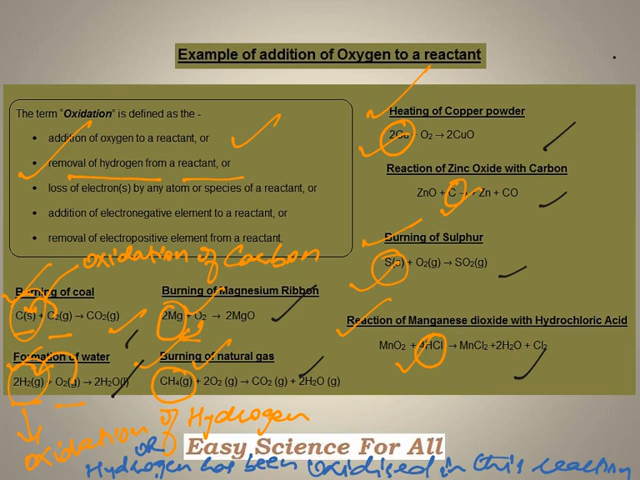 Example of addition of Oxygen to a reactant
The term "Oxidation" is defined as the -
• addition of oxygen to a reactant, or
• removal of hydrogen from a reactant, or
• loss of electron(s) by any atom or species of a reactant, or
• addition of electronegative element to a reactant, or
• removal of electropositive element from a reactant.
Heating of Copper powder
2Cu + O2 → 2CuO
Reaction of Zinc Oxide with Carbon
ZnO + C → Zn + CO
Burning of Sulphur
S(s) + O2(g) → SO2(g)
Reaction of Manganese dioxide with Hydrochloric Acid
MnO2 + 4HCl → MnCl2 +2H2O + Cl2
oxidation of Carbon
Burning of coal
C(s) + O2(g) → CO2(g)
Burning of Magnesium Ribbon
2Mg + O2 → 2MgO
Formation of water
2H2(g) + O2(g) → 2H2O(l)
Burning of natural gas
CH4(g) + 2O2 (g) → CO2 (g) + 2H2O (g)
oxidation of Hydrogen
OR
Easy Science For All
Hydrogen has been oxidised in this reaction